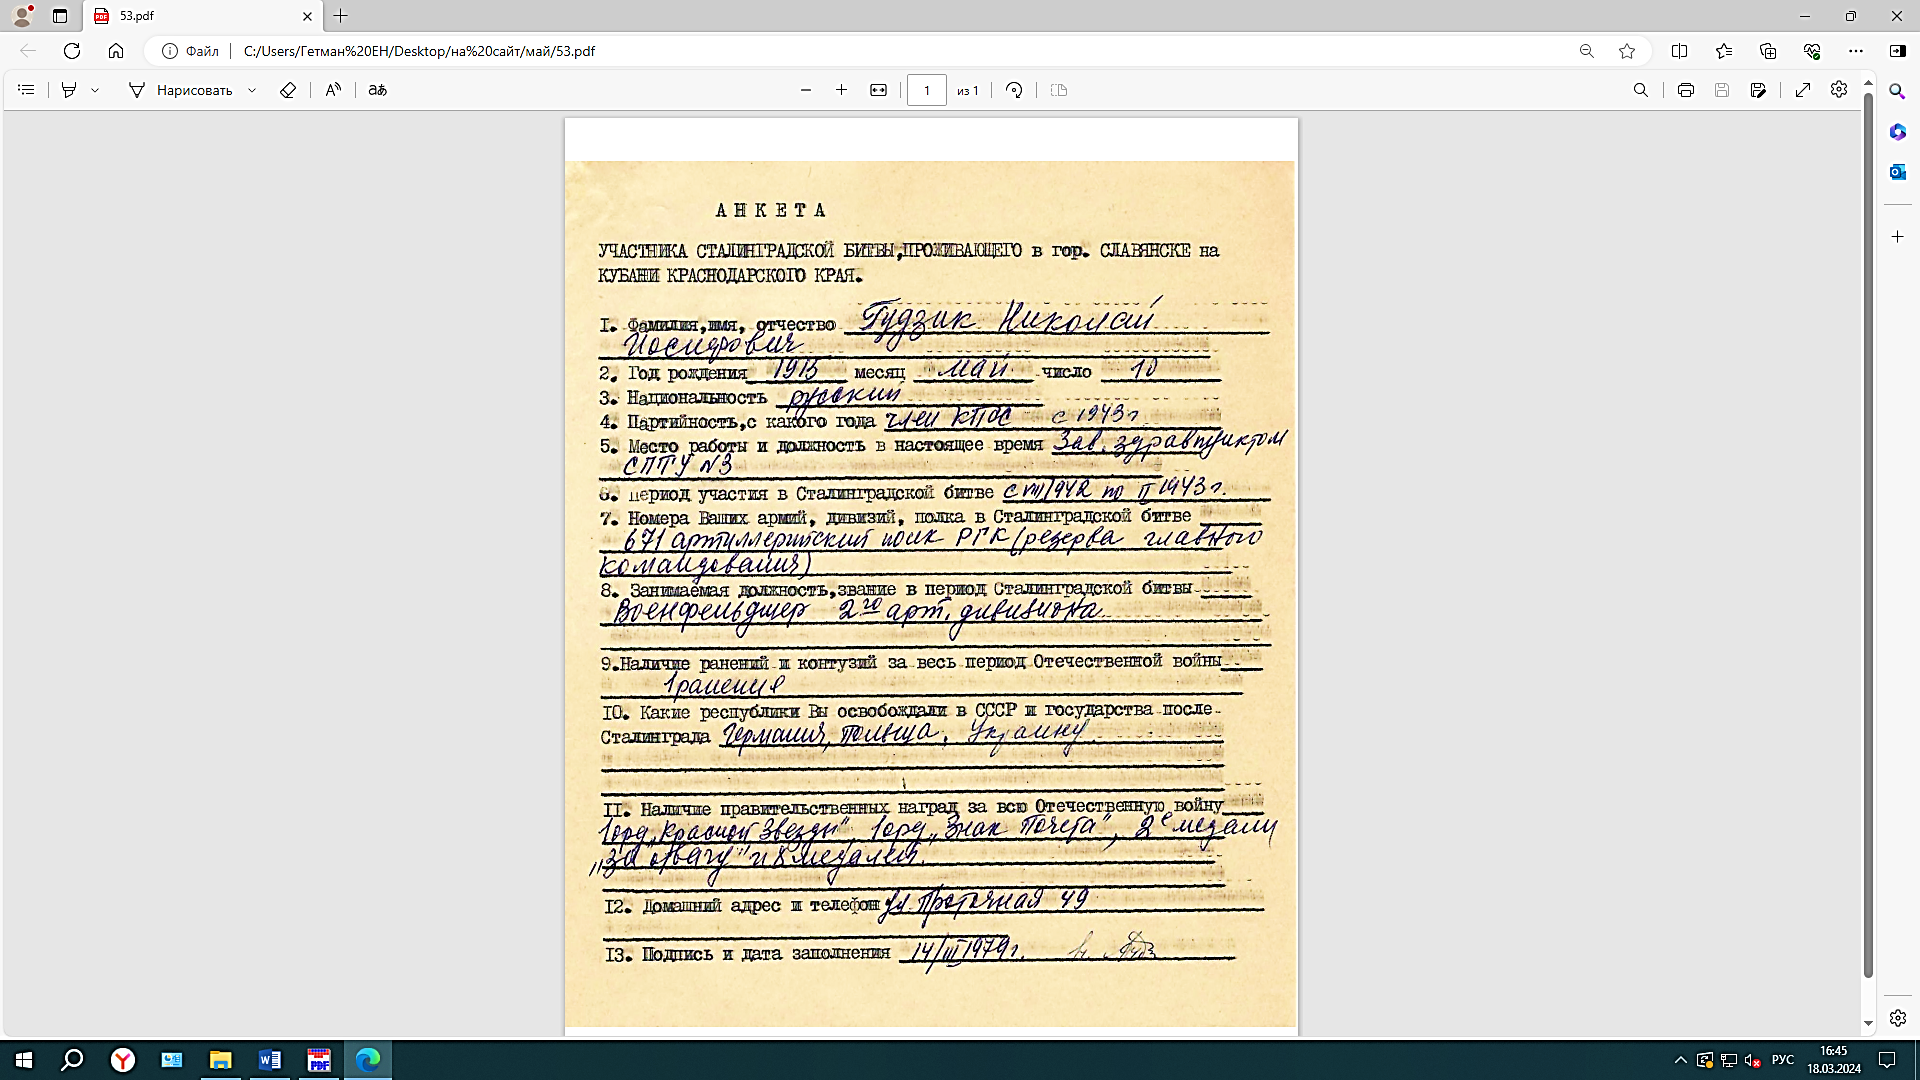 53.pdf
Файл
C:/Users/Гетман%20ЕН/Desktop/на%20сайт/май/53.pdf
Нарисовать
1 из 1
АНКЕТА
УЧАСТНИКА СТАЛИНГРАДСКОЙ БИТВЫ,ПРОЖИВАЮЩЕГО в гор. СЛАВЯНСКЕ на
КУБАНИ КРАСНОДАРСКОГО КРАЯ.
I. Фамилия,имя, отчество Гудзик Николай
Иосифович
2. Год рождения месяц май число 10
3. Национальность русский
4. Партийность,с какого года член КПСС с 1943 г
5. Место работы и должность в настоящее время Зав. здравпунктом
СПТУ №3
6. Период участия в Сталинградской битве с VII/1942 по II 1943 г.
7. Номера Ваших армий, дивизий, полка в Сталинградской битве
671 артиллерийский полк РГК (резерва главного
командования)
8. Занимаемая должность,звание в период Сталинградской битвы
Военфельдшер 2го арт. дивизиона
9.Наличие ранений и контузий за весь период Отечественной войны
1 ранения
I0. Какие республики Вы освобождали в СССР и государства после
Сталинграда Германия, Польша, Украину
II. Наличие правительственных наград за всю Отечественную войну
1 орд „Красной Звезды" 1 орд „Знак Почета", 2е медали
„За отвагу" и 8 медалей.
I2. Домашний адрес и телефон ул Проточная 49
I3. Подпись и дата заполнения 14/III 1979 г.
РУС
16:45
18.03.2024